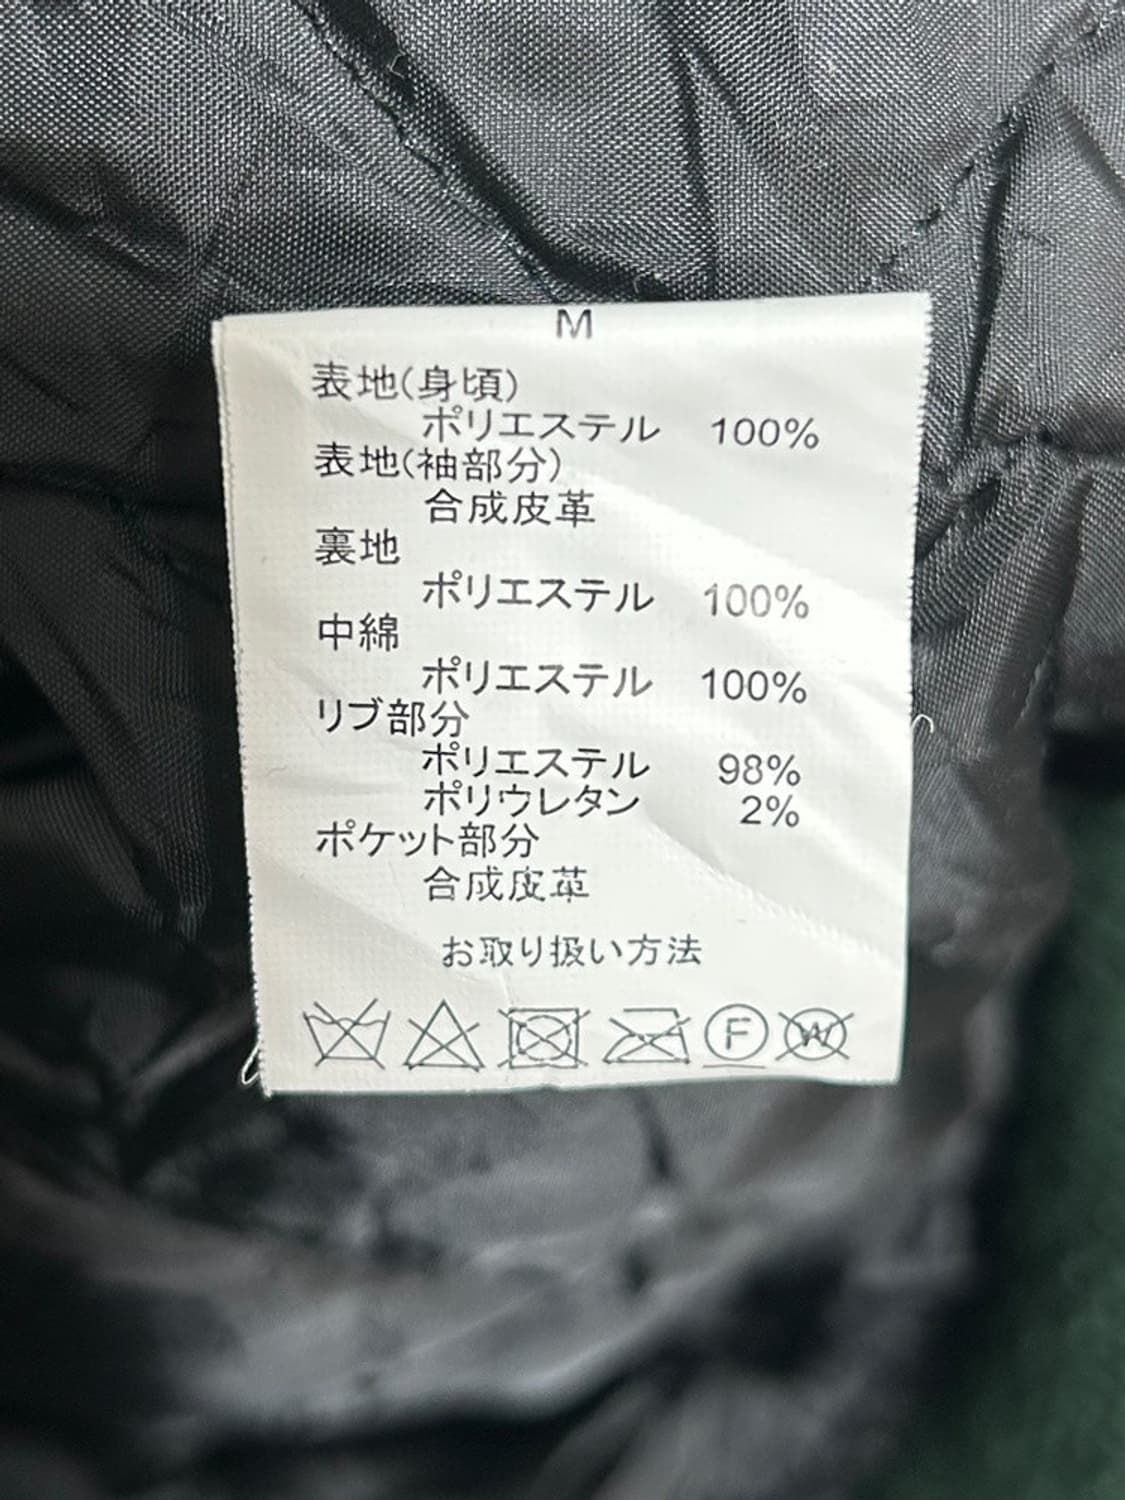 M
表地(身頃)
ポリエステル 100%
表地(袖部分)
合成皮革
裏地
ポリエステル 100%
中綿
ポリエステル 100%
リブ部分
ポリエステル 98%
ポリウレタン 2%
ポケット部分
合成皮革
お取り扱い方法
F W